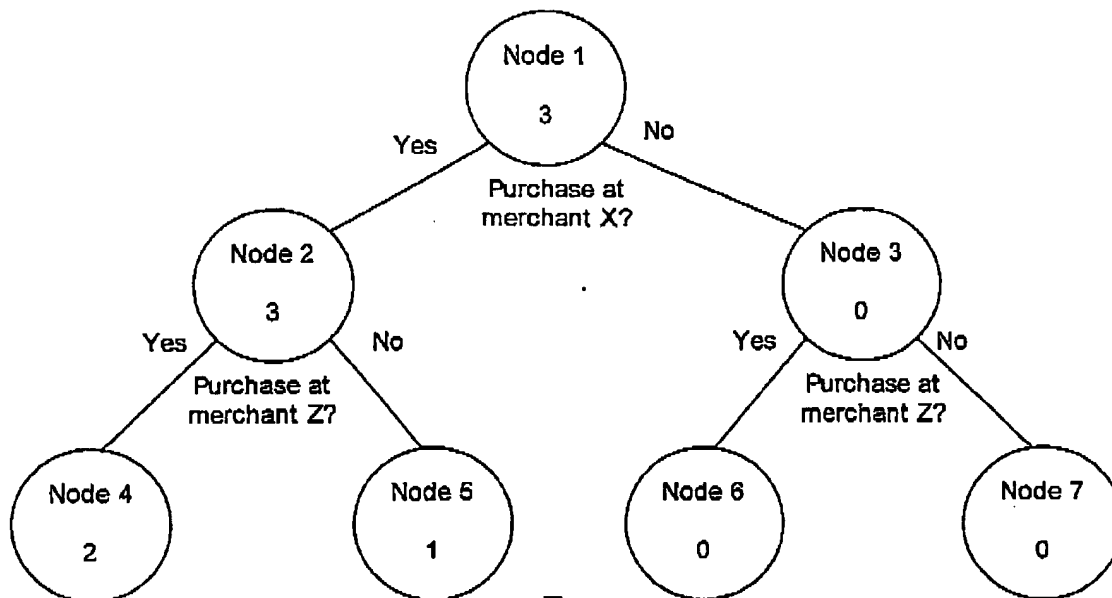 Node 1
3
Yes
No
Purchase at
merchant X?
Node 2
3
Node 3
0
Yes
No
Yes
No
Purchase at
merchant Z?
Purchase at
merchant Z?
Node 4
2
Node 5
1
Node 6
0
Node 7
0